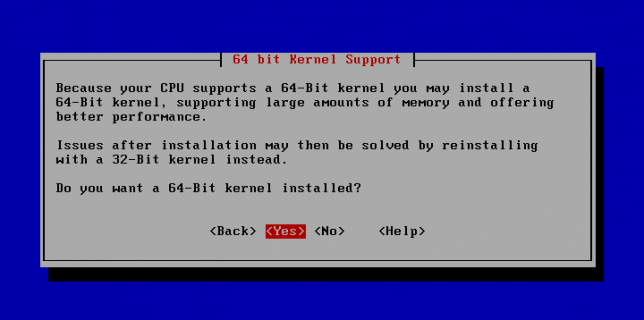 64 bit Kernel Support
Because your CPU supports a 64-Bit kernel you may install a
64-Bit kernel, supporting large amounts of memory and offering
better performance.
Issues after installation may then be solved by reinstalling
with a 32-Bit kernel instead.
Do you want a 64-Bit kernel installed?
<Back> <Yes> <No> <Help>